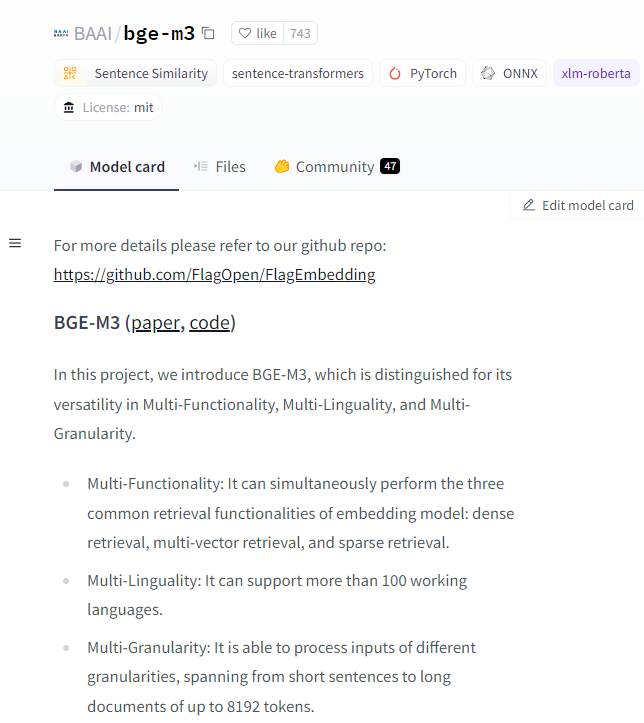 BAAI/bge-m3 like 743
Sentence Similarity sentence-transformers PyTorch ONNX xlm-roberta
License: mit
Model card Files Community 47
Edit model card
For more details please refer to our github repo:
https://github.com/FlagOpen/FlagEmbedding
BGE-M3 (paper, code)
In this project, we introduce BGE-M3, which is distinguished for its
versatility in Multi-Functionality, Multi-Linguality, and Multi-
Granularity.
Multi-Functionality: It can simultaneously perform the three
common retrieval functionalities of embedding model: dense
retrieval, multi-vector retrieval, and sparse retrieval.
Multi-Linguality: It can support more than 100 working
languages.
Multi-Granularity: It is able to process inputs of different
granularities, spanning from short sentences to long
documents of up to 8192 tokens.